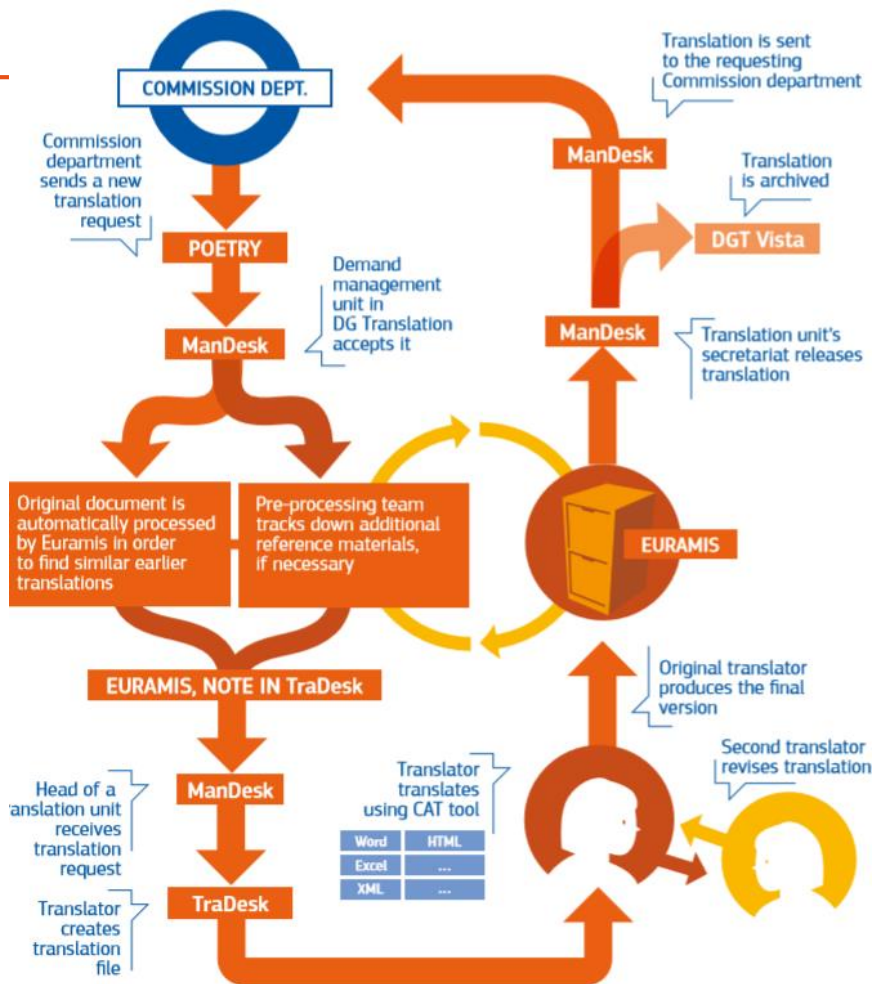 COMMISSION DEPT.
Commission
department
sends a new
translation
request
POETRY
Demand
management
unit in
DG Translation
accepts it
ManDesk
Original document is
automatically processed
by Euramis in order
to find similar earlier
translations
Pre-processing team
tracks down additional
reference materials,
if necessary
EURAMIS, NOTE IN TraDesk
Head of a
ranslation unit
receives
translation
request
ManDesk
Translator
creates
translation
file
TraDesk
Translator
translates
using CAT tool
Word HTML
Excel ...
XML ...
Second translator
revises translation
Original translator
produces the final
version
EURAMIS
ManDesk
Translation unit's
secretariat releases
translation
DGT Vista
Translation
is archived
ManDesk
Translation is sent
to the requesting
Commission department